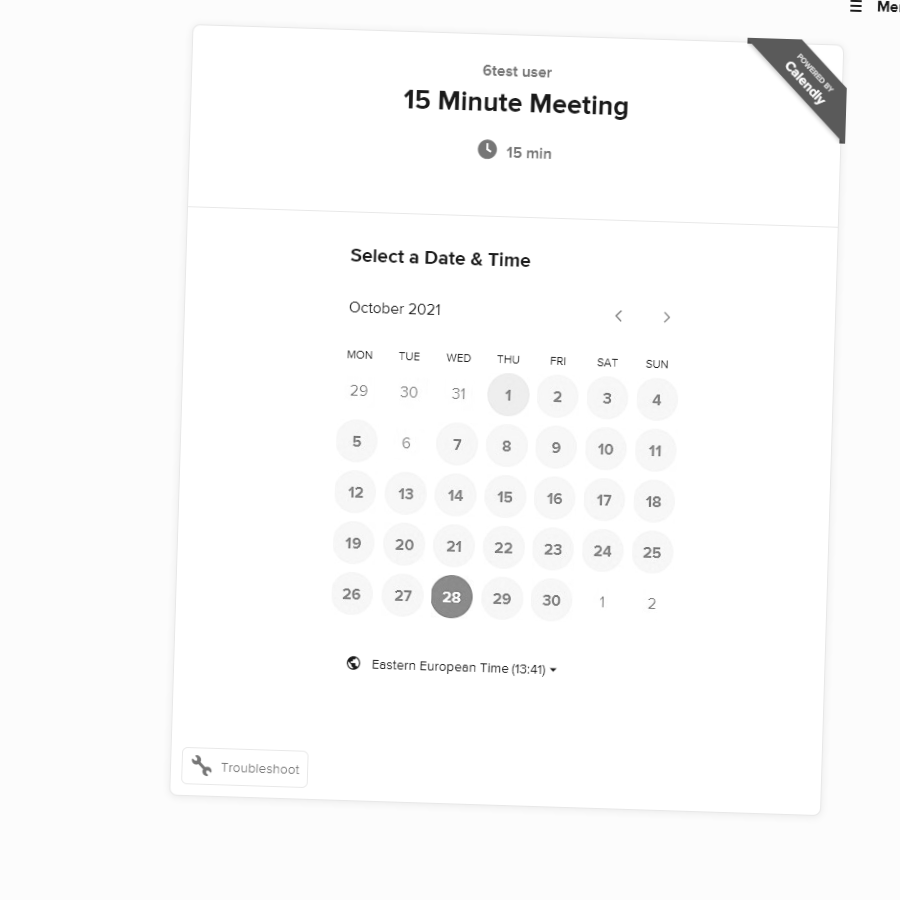 Me
POWERED BY
Calendly
6test user
15 Minute Meeting
15 min
Select a Date & Time
October 2021
MON TUE WED THU FRI SAT SUN
29 30 31 1 2 3 4
5 6 7 8 9 10 11
12 13 14 15 16 17 18
19 20 21 22 23 24 25
26 27 28 29 30 1 2
Eastern European Time (13:41)
Troubleshoot